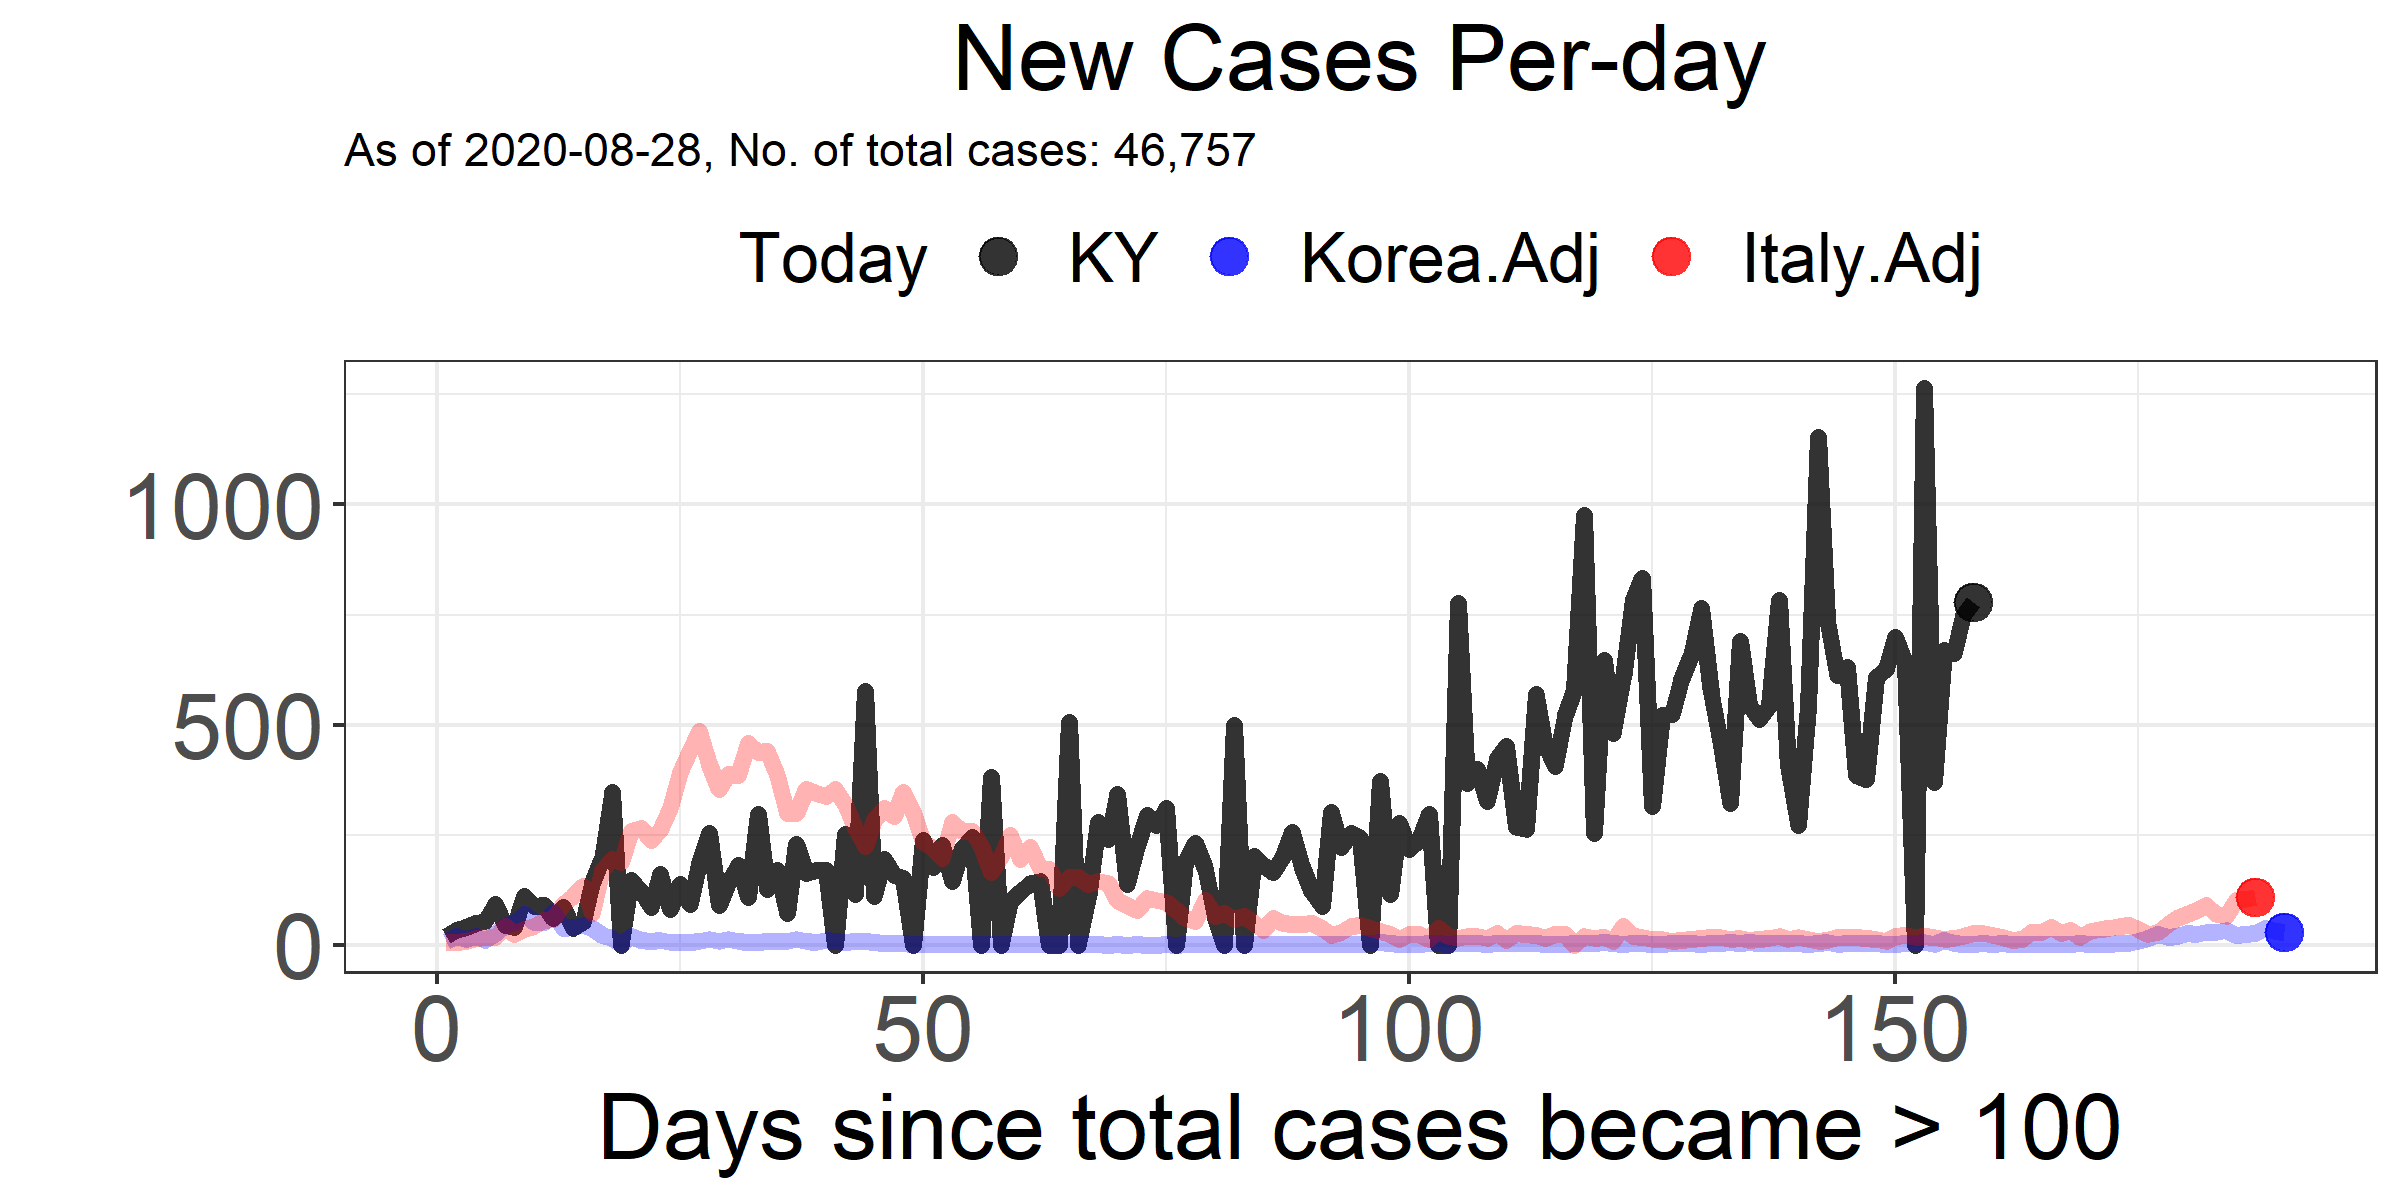 New Cases Per-day
As of 2020-08-28, No. of total cases: 46,757
Today KY Korea.Adj Italy.Adj
1000
500
0
0 50 100 150
Days since total cases became > 100